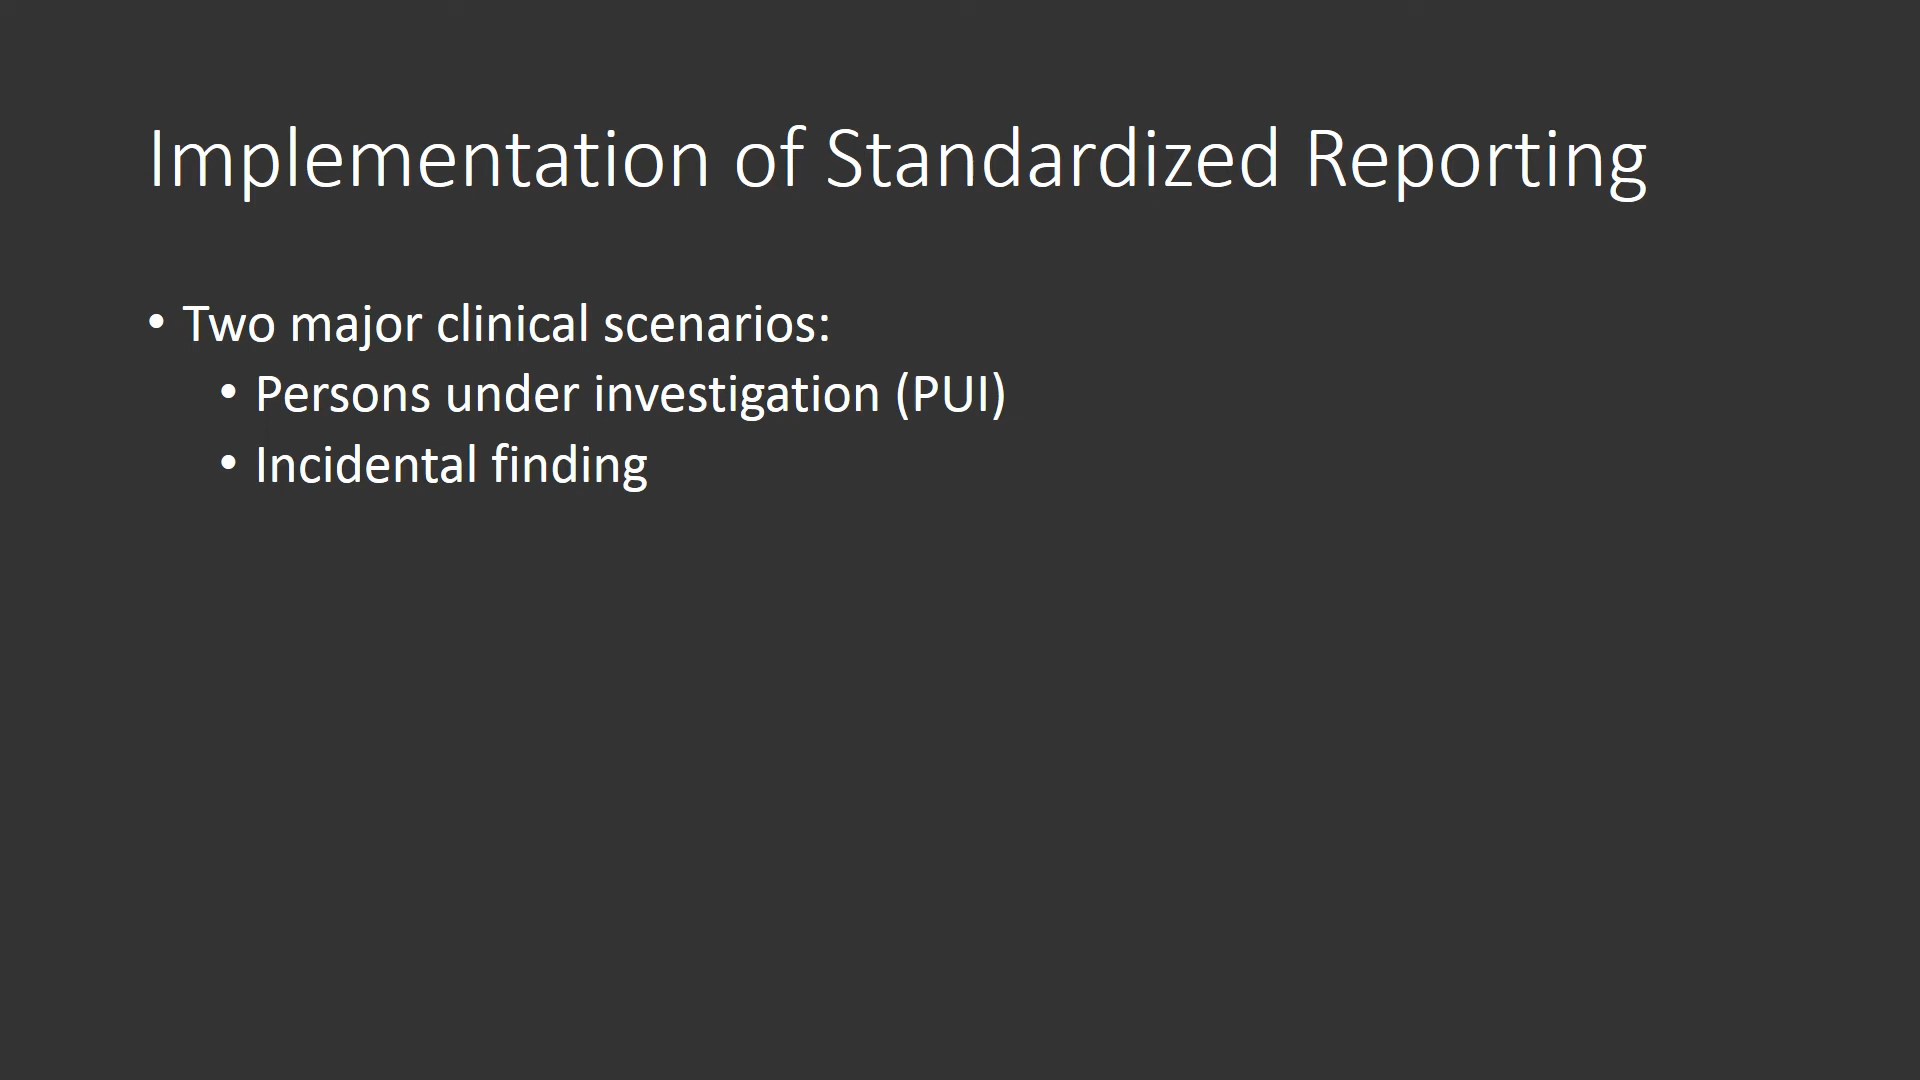 Implementation of Standardized Reporting
• Two major clinical scenarios:
• Persons under investigation (PUI)
• Incidental finding